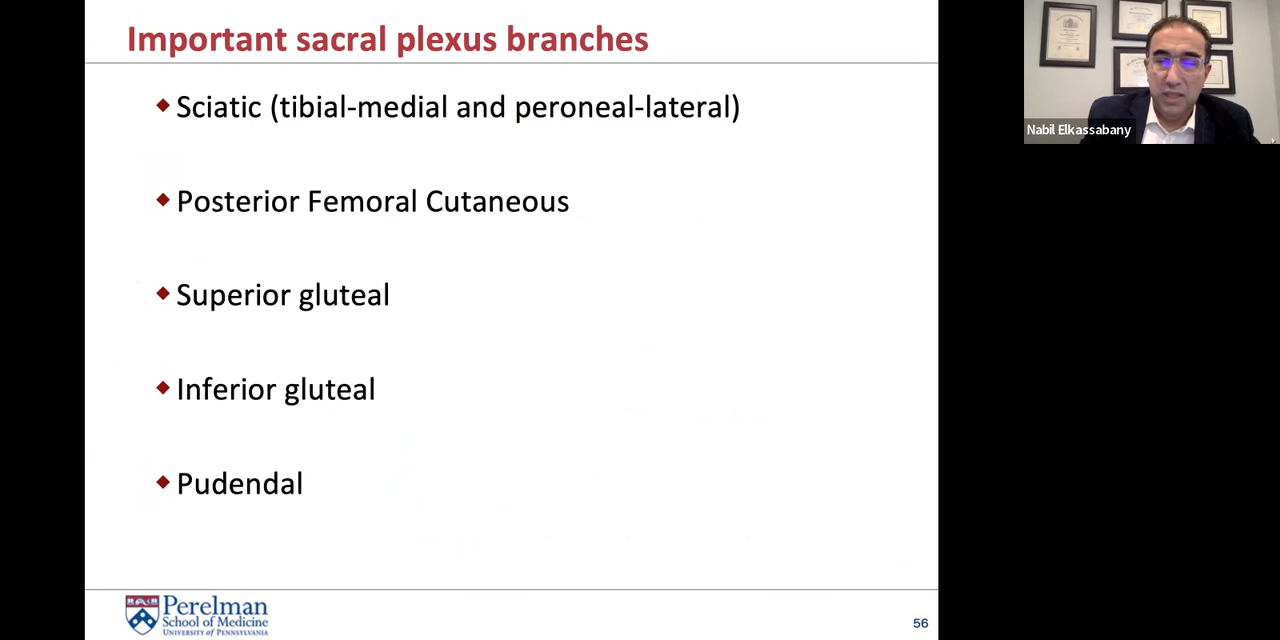 Important sacral plexus branches
Sciatic (tibial-medial and peroneal-lateral)
Posterior Femoral Cutaneous
Superior gluteal
Inferior gluteal
Pudendal
Perelman
School of Medicine
UNIVERSITY of PENNSYLVANIA
56
Nabil Elkassabany